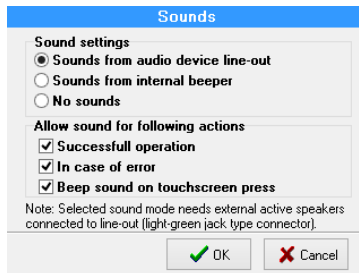 Sounds
Sound settings
Sounds from audio device line-out
Sounds from internal beeper
No sounds
Allow sound for following actions
Successfull operation
In case of error
Beep sound on touchscreen press
Note: Selected sound mode needs external active speakers
connected to line-out (light-green jack type connector).
OK
Cancel